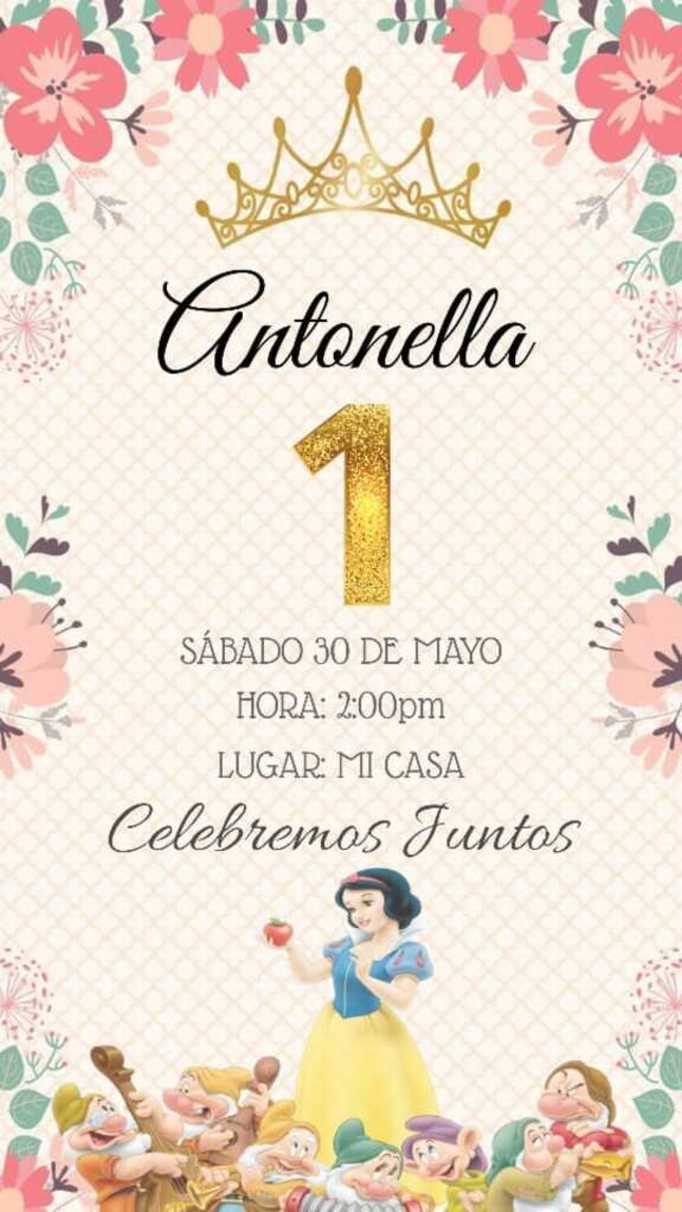 Antonella
1
SÁBADO 30 DE MAYO
HORA: 2:00pm
LUGAR: MI CASA
Celebremos Juntos